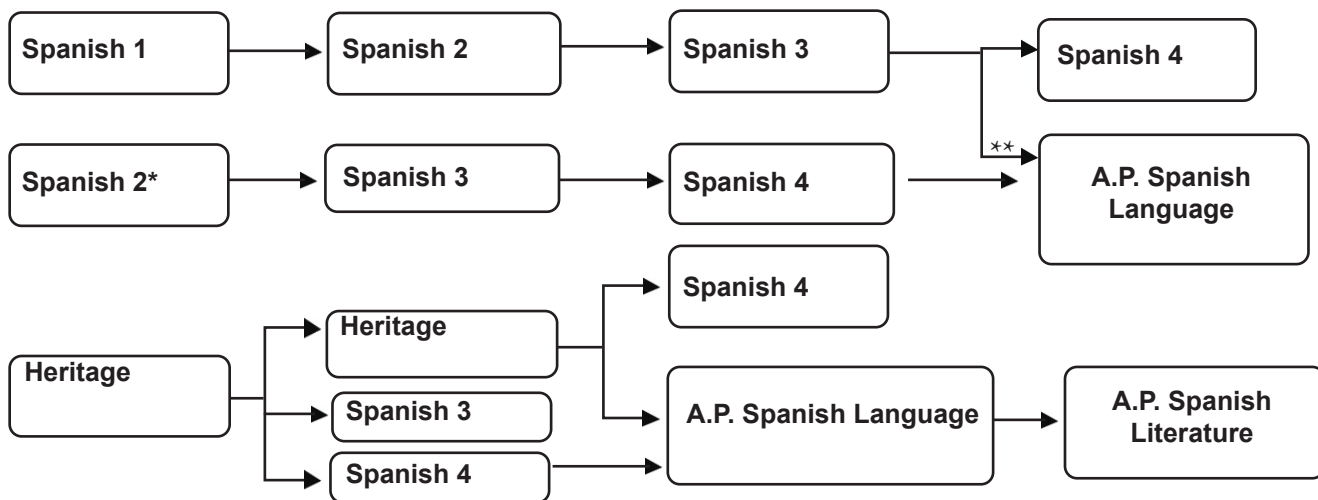 Spanish 1
Spanish 2
Spanish 3
Spanish 4
**
Spanish 2*
Spanish 3
Spanish 4
A.P. Spanish
Language
Spanish 4
Heritage
Heritage
Spanish 3
Spanish 4
A.P. Spanish Language
A.P. Spanish
Literature